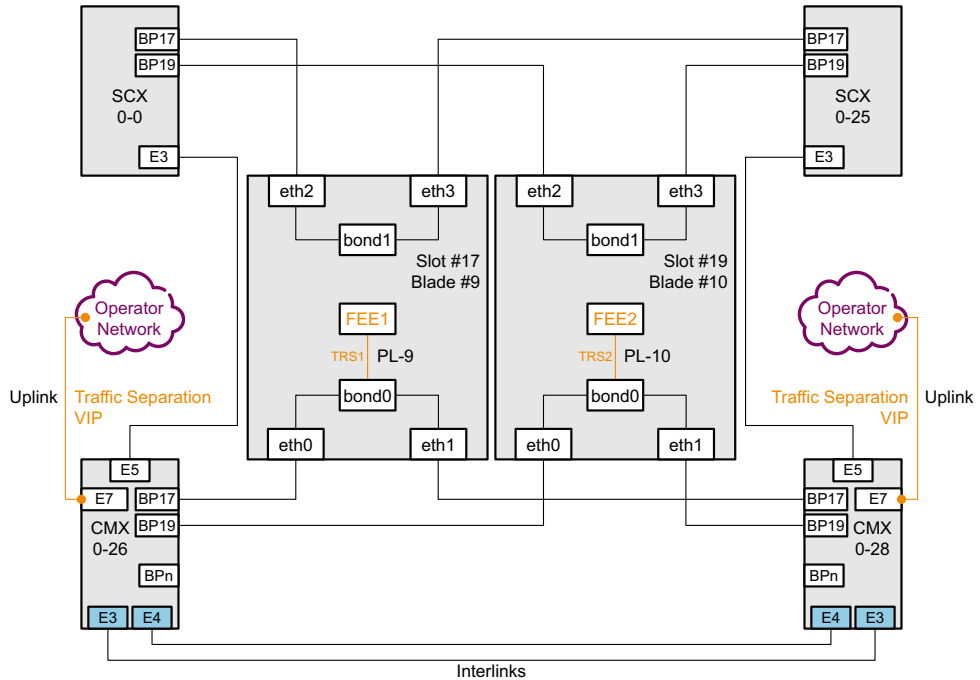 BP17
BP19
SCX
0-0
E3
BP17
BP19
SCX
0-25
E3
eth2
eth3
bond1
Slot #17
Blade #9
FEE1
TRS1
PL-9
bond0
eth0
eth1
eth2
eth3
bond1
Slot #19
Blade #10
FEE2
TRS2
PL-10
bond0
eth0
eth1
Operator
Network
Uplink
Traffic Separation
VIP
Operator
Network
Traffic Separation
VIP
Uplink
E5
E7
BP17
CMX
0-26
BP19
BPn
E3
E4
E5
BP17
E7
BP19
CMX
0-28
BPn
E4
E3
Interlinks